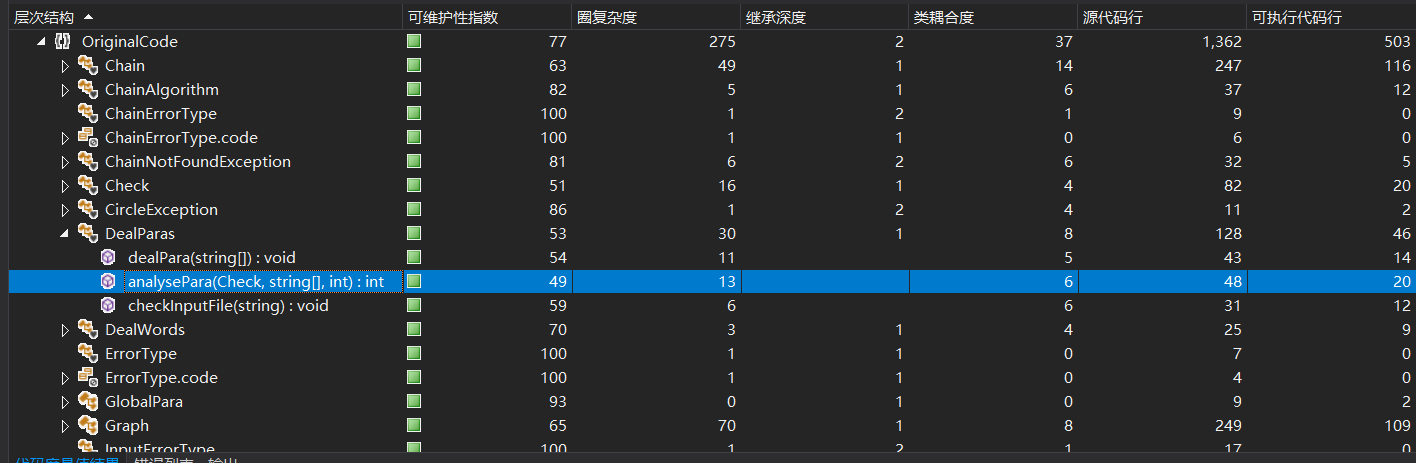 层次结构 可维护性指数 圈复杂度 继承深度 类耦合度 源代码行 可执行代码行
OriginalCode 77 275 2 37 1,362 503
Chain 63 49 1 14 247 116
ChainAlgorithm 82 5 1 6 37 12
ChainErrorType 100 1 2 1 9 0
ChainErrorType.code 100 1 1 0 6 0
ChainNotFoundException 81 6 2 6 32 5
Check 51 16 1 4 82 20
CircleException 86 1 2 4 11 2
DealParas 53 30 1 8 128 46
dealPara(string[]) : void 54 11 5 43 14
analysePara(Check, string[], int) : int 49 13 6 48 20
checkInputFile(string) : void 59 6 6 31 12
DealWords 70 3 1 4 25 9
ErrorType 100 1 1 0 7 0
ErrorType.code 100 1 1 0 4 0
GlobalPara 93 0 1 0 9 2
Graph 65 70 1 8 249 109
InputErrorType 100 1 2 1 17 0
代码度量值结果 错误列表 输出